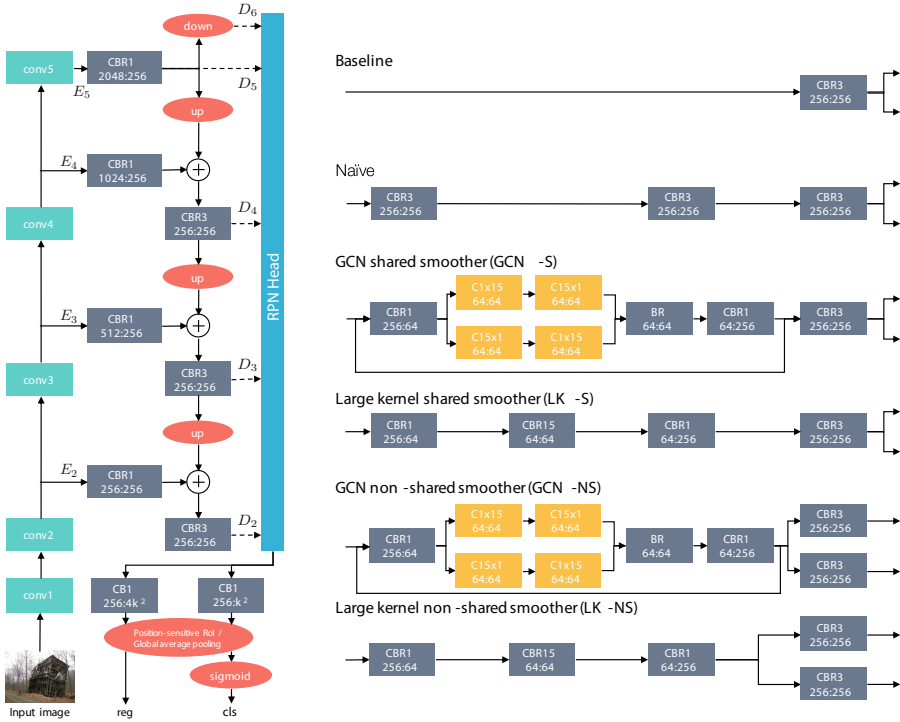 D6
down
conv5
CBR1
2048:256
E5
D5
up
E4
CBR1
1024:256
conv4
CBR3
256:256
D4
up
E3
CBR1
512:256
conv3
CBR3
256:256
D3
up
E2
CBR1
256:256
conv2
CBR3
256:256
D2
RPN Head
conv1
CB1
256:4k 2
CB1
256:k 2
Position-sensitive RoI /
Global average pooling
sigmoid
Input image
reg
cls
Baseline
CBR3
256:256
Naïve
CBR3
256:256
CBR3
256:256
CBR3
256:256
GCN shared smoother (GCN -S)
CBR1
256:64
C1x15
64:64
C15x1
64:64
C15x1
64:64
C1x15
64:64
BR
64:64
CBR1
64:256
CBR3
256:256
Large kernel shared smoother (LK -S)
CBR1
256:64
CBR15
64:64
CBR1
64:256
CBR3
256:256
GCN non -shared smoother (GCN -NS)
CBR1
256:64
C1x15
64:64
C15x1
64:64
C15x1
64:64
C1x15
64:64
BR
64:64
CBR1
64:256
CBR3
256:256
CBR3
256:256
Large kernel non -shared smoother (LK -NS)
CBR1
256:64
CBR15
64:64
CBR1
64:256
CBR3
256:256
CBR3
256:256